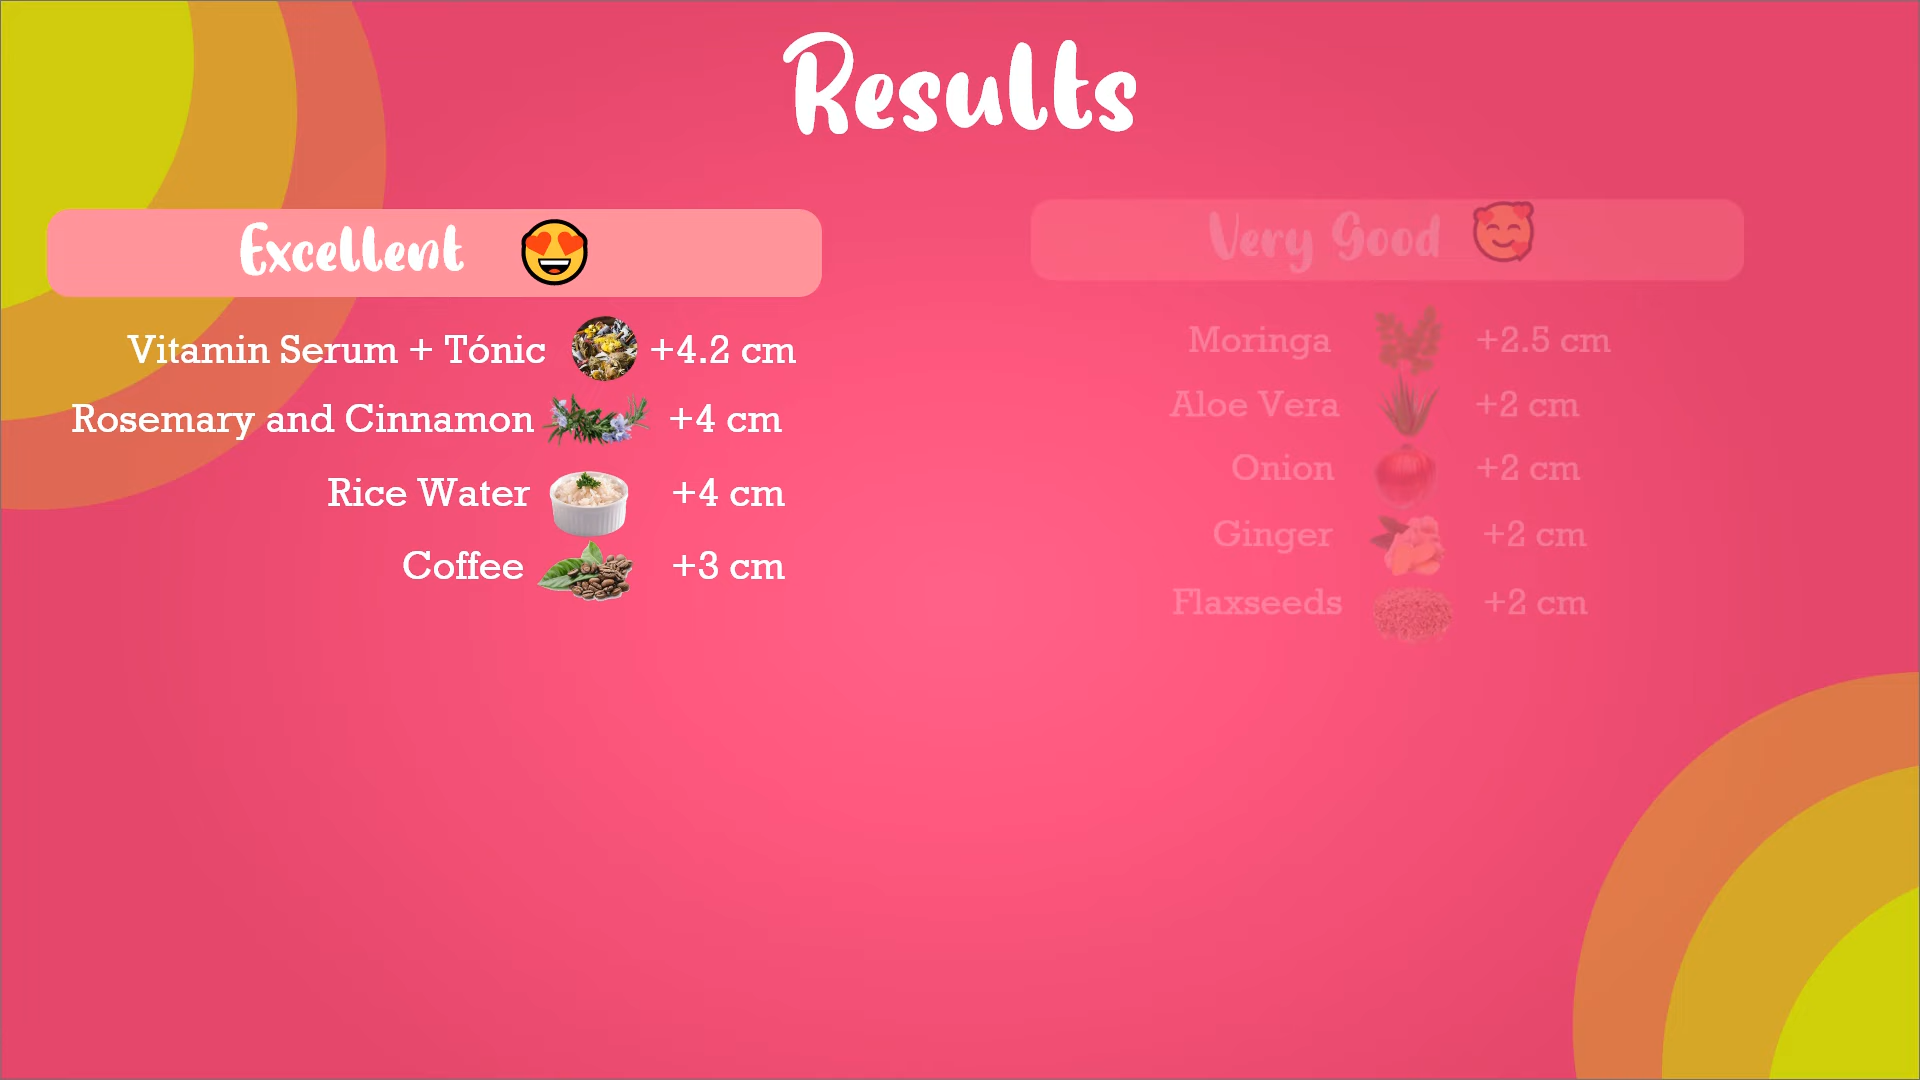 Results
Excellent
Vitamin Serum + Tónic +4.2 cm
Rosemary and Cinnamon +4 cm
Rice Water +4 cm
Coffee +3 cm
Very Good
Moringa +2.5 cm
Aloe Vera +2 cm
Onion +2 cm
Ginger +2 cm
Flaxseeds +2 cm